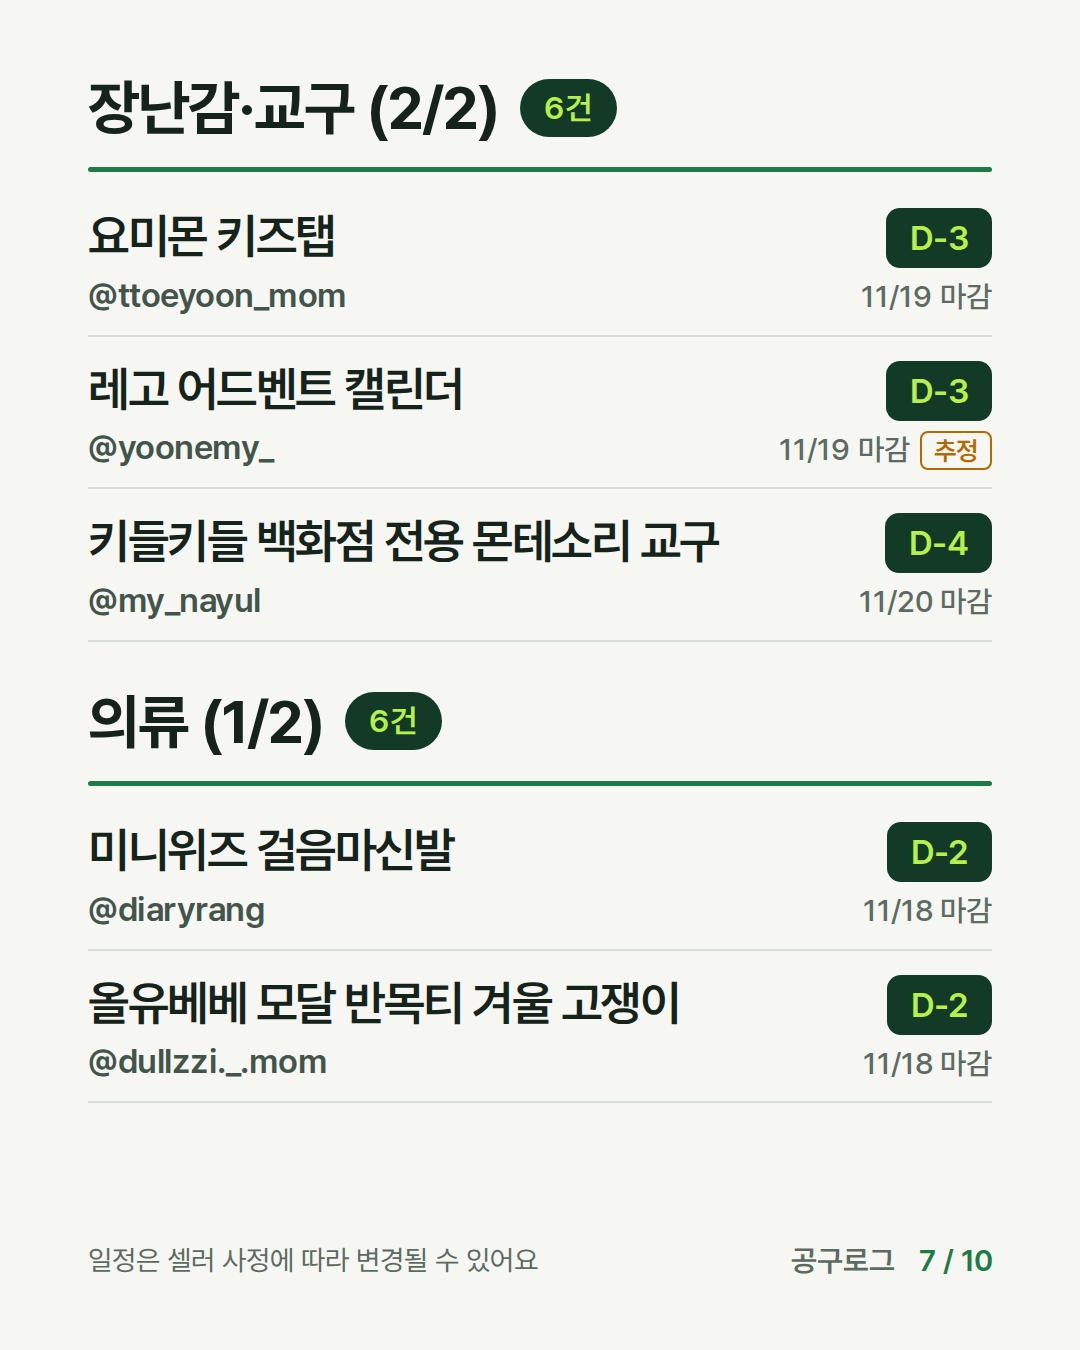 장난감·교구 (2/2) 6건
요미몬 키즈탭 D-3
@ttoeyoon_mom 11/19 마감
레고 어드벤트 캘린더 D-3
@yoonemy_ 11/19 마감 추정
키들키들 백화점 전용 몬테소리 교구 D-4
@my_nayul 11/20 마감
의류 (1/2) 6건
미니위즈 걸음마신발 D-2
@diaryrang 11/18 마감
올유베베 모달 반목티 겨울 고쟁이 D-2
@dullzzi._.mom 11/18 마감
일정은 셀러 사정에 따라 변경될 수 있어요 공구로그 7 / 10